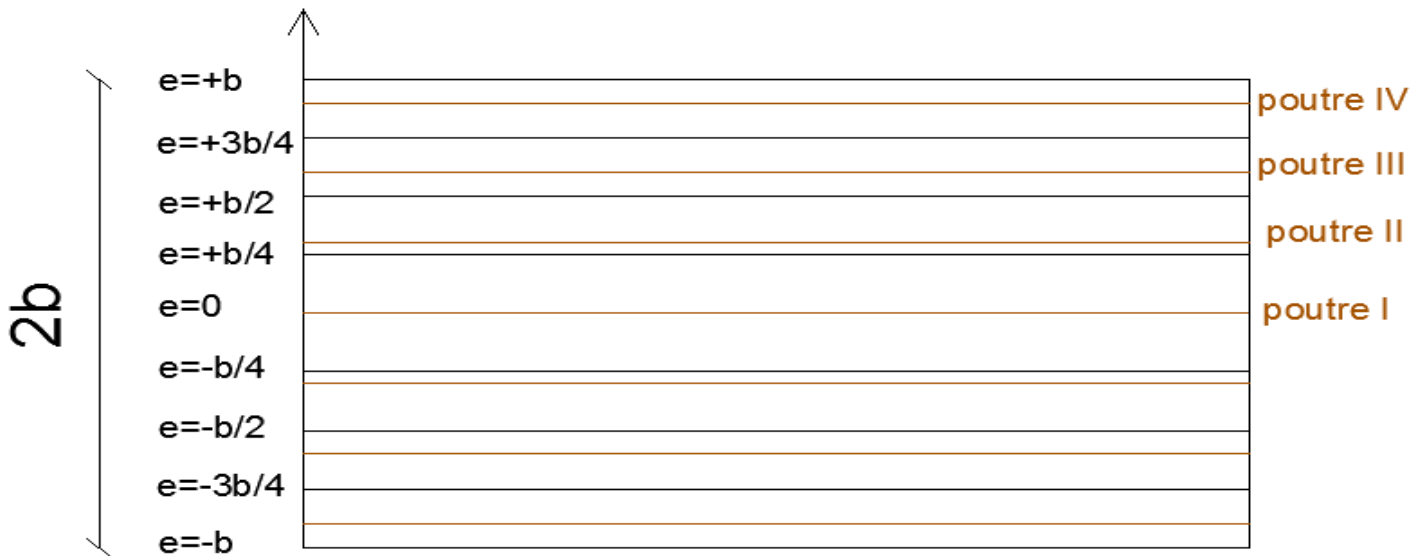 e=+b
poutre IV
e=+3b/4
poutre III
e=+b/2
poutre II
e=+b/4
e=0
poutre I
2b
e=-b/4
e=-b/2
e=-3b/4
e=-b